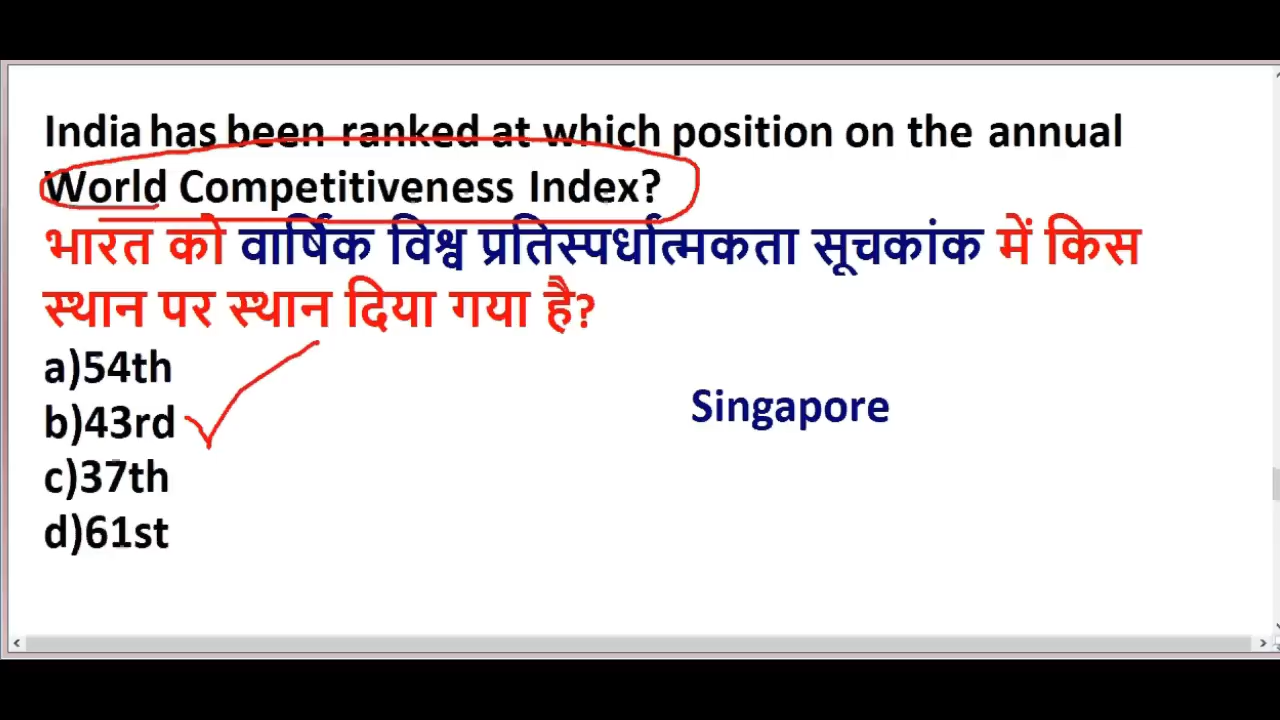 India has been ranked at which position on the annual
World Competitiveness Index?
भारत को वार्षिक विश्व प्रतिस्पर्धात्मकता सूचकांक में किस
स्थान पर स्थान दिया गया है?
a)54th
b)43rd
Singapore
c)37th
d)61st